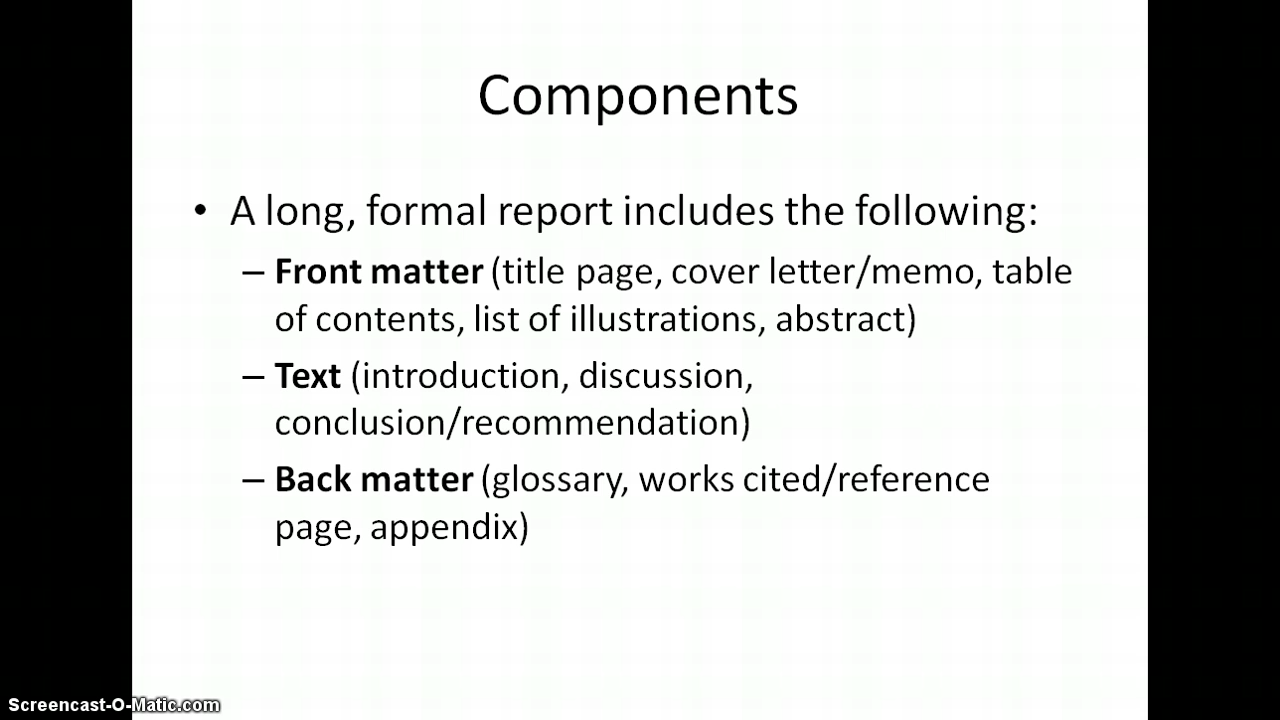 Components
• A long, formal report includes the following:
– Front matter (title page, cover letter/memo, table
of contents, list of illustrations, abstract)
– Text (introduction, discussion,
conclusion/recommendation)
– Back matter (glossary, works cited/reference
page, appendix)
Screencast-O-Matic.com